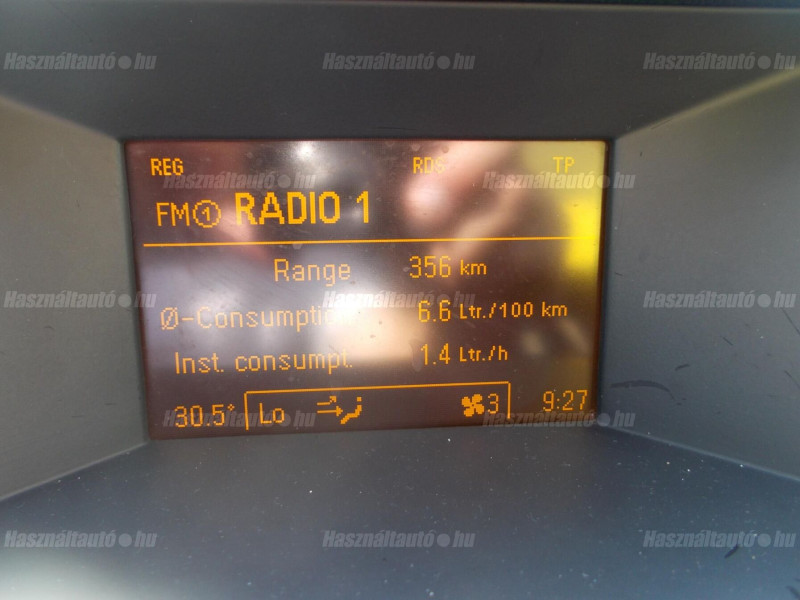 Használtautó●hu Használtautó●hu Használtautó●hu
REG RDS TP
Használtautó●hu Használtautó●hu
FM① RADIO 1
Range 356 km
Használtautó●hu Használtautó●hu Használtautó●hu
Ø-Consumption 6.6 Ltr./100 km
Inst. consumpt. 1.4 Ltr./h
30.5° Lo 3 9:27
Használtautó●hu Használtautó●hu
Használtautó●hu Használtautó●hu Használtautó●hu